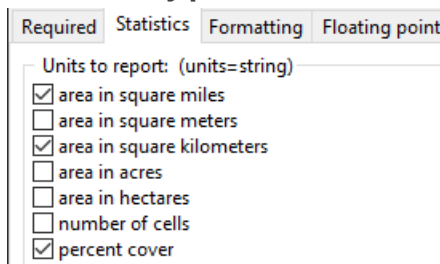 Required Statistics Formatting Floating point
Units to report: (units=string)
area in square miles
area in square meters
area in square kilometers
area in acres
area in hectares
number of cells
percent cover